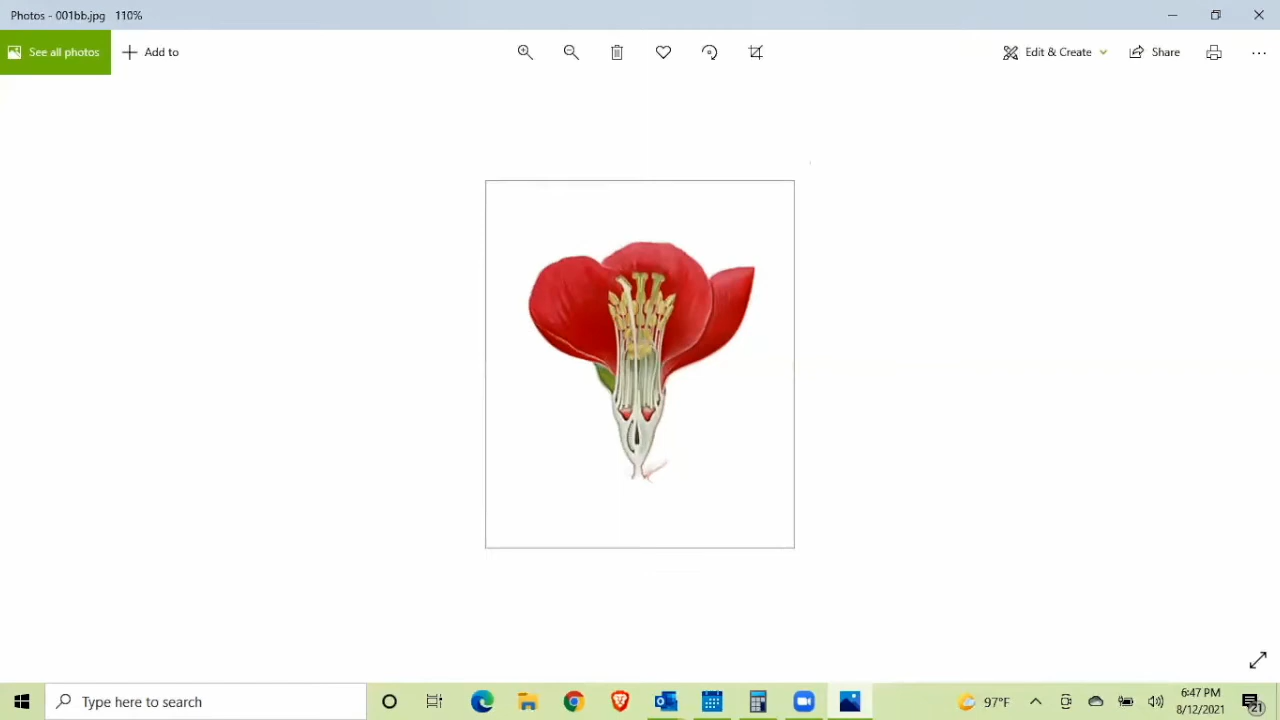 Photos - 001bb.jpg 110%
See all photos
Add to
Edit & Create
Share
Type here to search
97°F
6:47 PM
8/12/2021
21